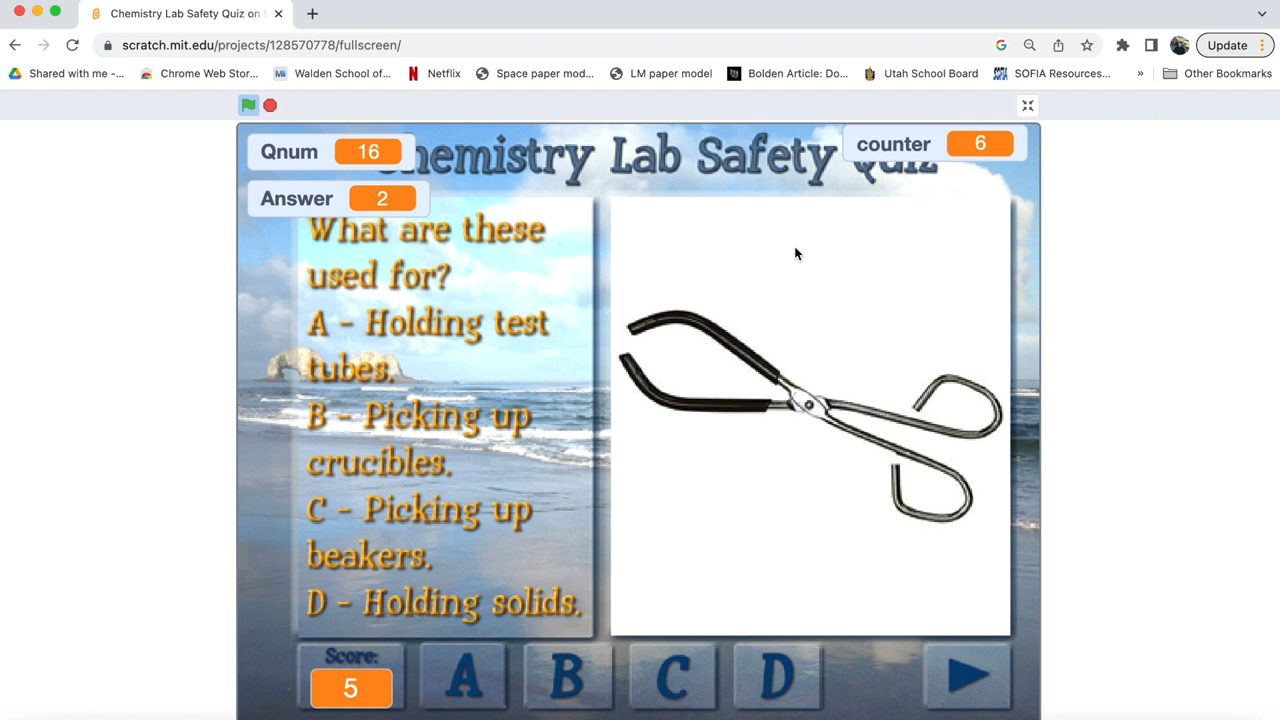 Chemistry Lab Safety Quiz on
scratch.mit.edu/projects/128570778/fullscreen/
Update
Shared with me -...
Chrome Web Stor...
Walden School of...
Netflix
Space paper mod...
LM paper model
Bolden Article: Do...
Utah School Board
SOFIA Resources...
»
Other Bookmarks
Qnum 16
Chemistry Lab Safety Quiz
counter 6
Answer 2
What are these
used for?
A - Holding test
tubes.
B - Picking up
crucibles.
C - Picking up
beakers.
D - Holding solids.
Score:
5
A
B
C
D